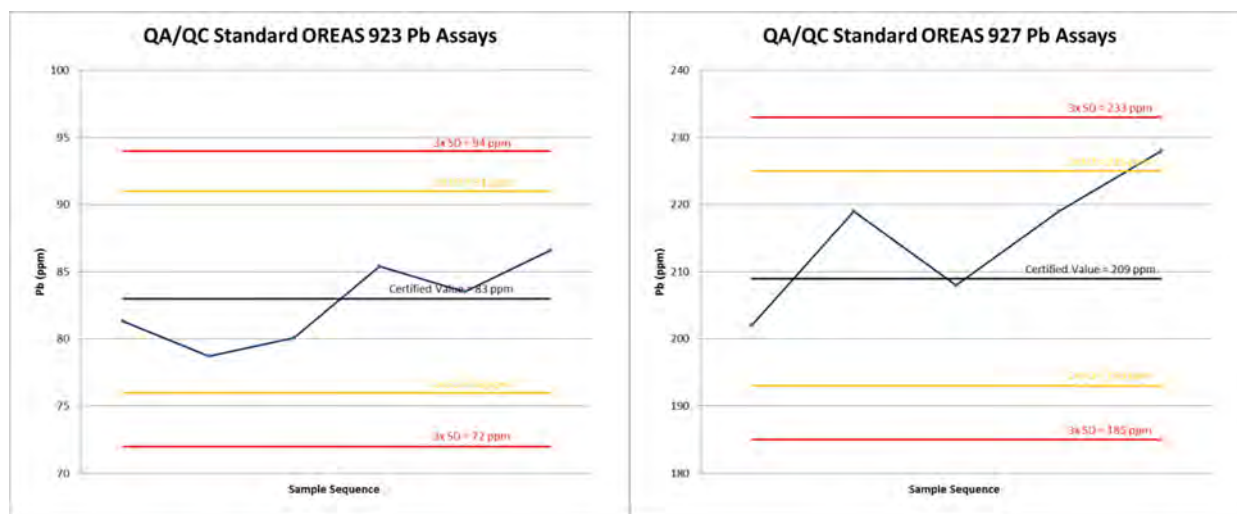 QA/QC Standard OREAS 923 Pb Assays
100
95
90
85
80
75
70
Pb (ppm)
3x SD = 94 ppm
Certified Value = 83 ppm
3x SD = 72 ppm
Sample Sequence
QA/QC Standard OREAS 927 Pb Assays
240
230
220
210
200
190
180
Pb (ppm)
3x SD = 233 ppm
Certified Value = 209 ppm
3x SD = 185 ppm
Sample Sequence